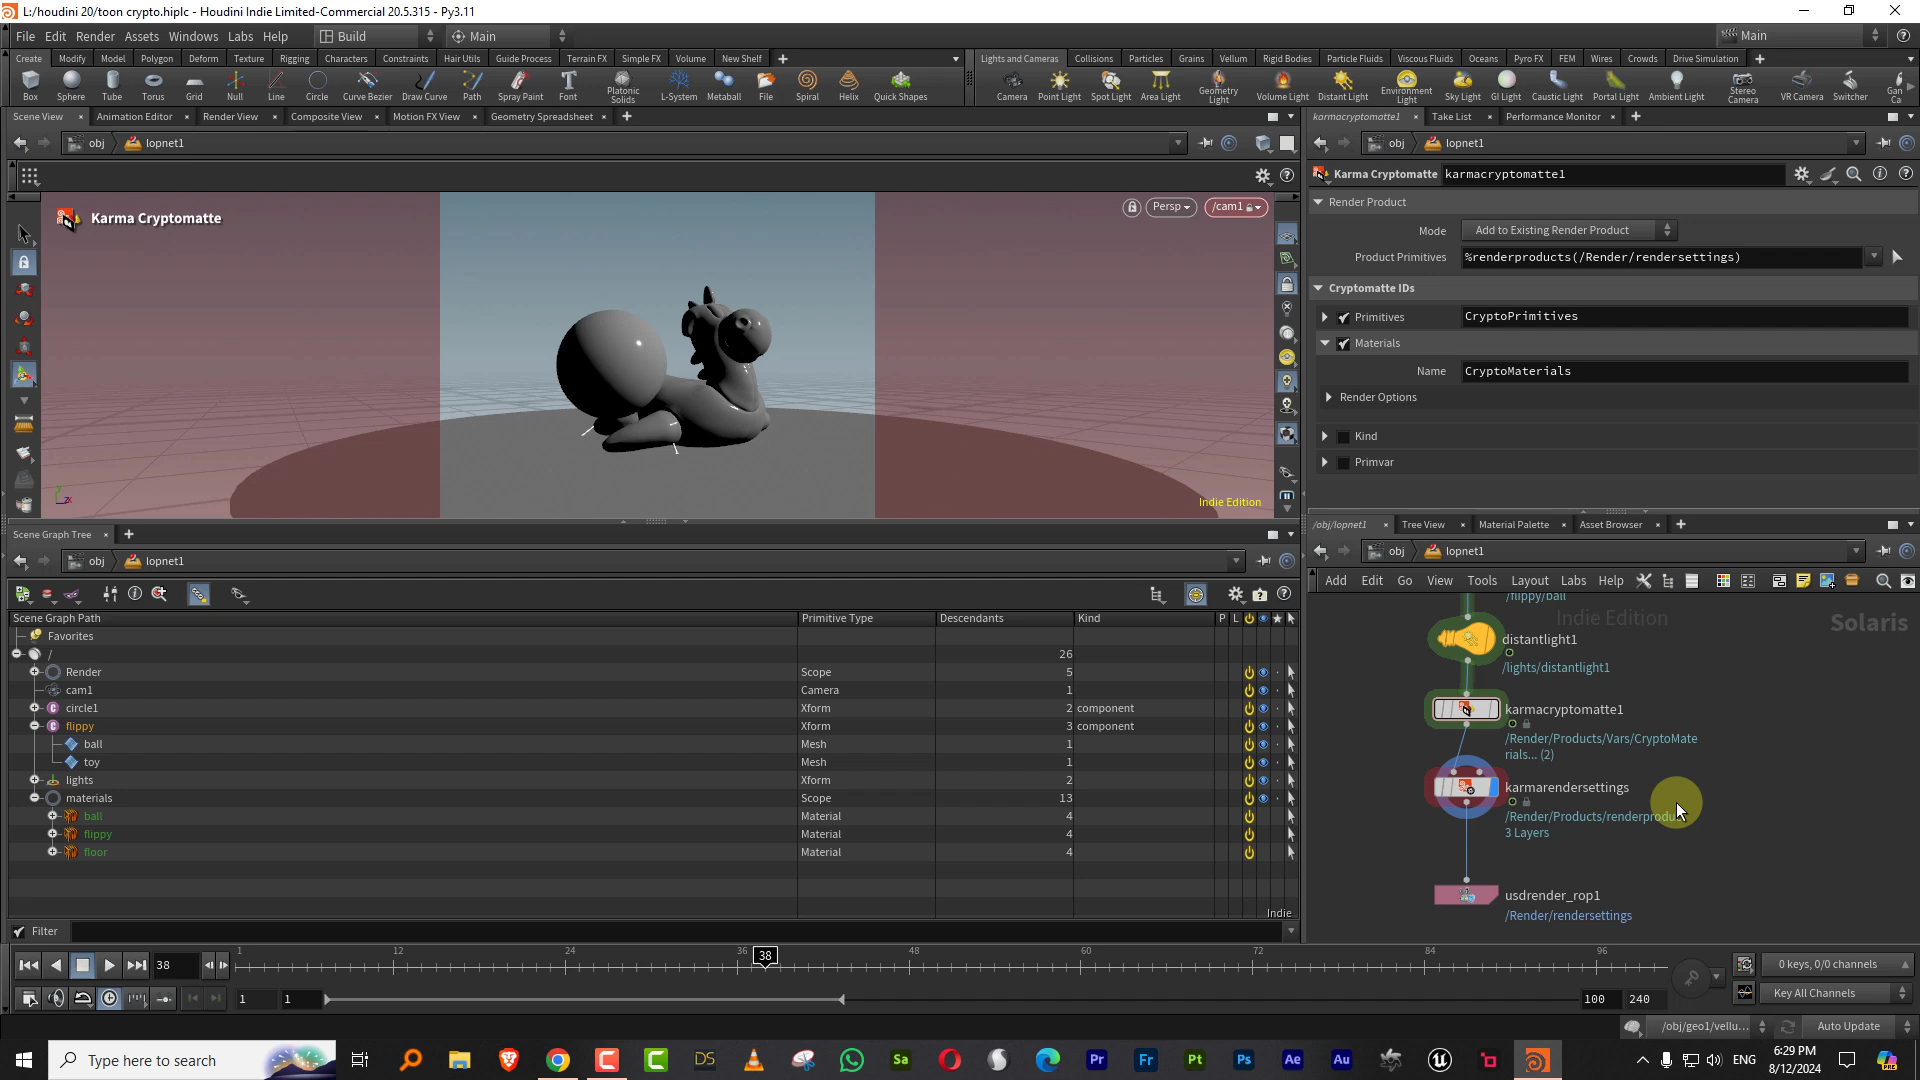 L:/houdini 20/toon crypto.hiplc - Houdini Indie Limited-Commercial 20.5.315 - Py3.11
File Edit Render Assets Windows Labs Help Build Main Main
Create Modify Model Polygon Deform Texture Rigging Characters Constraints Hair Utils Guide Process Terrain FX Simple FX Volume New Shelf
Lights and Cameras Collisions Particles Grains Vellum Rigid Bodies Particle Fluids Viscous Fluids Oceans Pyro FX FEM Wires Crowds Drive Simulation
Box Sphere Tube Torus Grid Null Line Circle Curve Bezier Draw Curve Path Spray Paint Font Platonic Solids L-System Metaball File Spiral Helix Quick Shapes
Camera Point Light Spot Light Area Light Geometry Light Volume Light Distant Light Environment Light Sky Light GI Light Caustic Light Portal Light Ambient Light Stereo Camera VR Camera Switcher Gan Ca
Scene View Animation Editor Render View Composite View Motion FX View Geometry Spreadsheet
karmacryptomatte1 Take List Performance Monitor
obj lopnet1
obj lopnet1
Karma Cryptomatte karmacryptomatte1
Render Product
Mode Add to Existing Render Product
Product Primitives %renderproducts(/Render/rendersettings)
Cryptomatte IDs
Primitives CryptoPrimitives
Materials
Name CryptoMaterials
Render Options
Kind
Primvar
Karma Cryptomatte
Persp /cam1
Indie Edition
Scene Graph Tree
obj lopnet1
Scene Graph Path Primitive Type Descendants Kind P L
Favorites
/ 26
Render Scope 5
cam1 Camera 1
circle1 Xform 2 component
flippy Xform 3 component
ball Mesh 1
toy Mesh 1
lights Xform 2
materials Scope 13
ball Material 4
flippy Material 4
floor Material 4
Indie
Filter
/obj/lopnet1 Tree View Material Palette Asset Browser
obj lopnet1
Add Edit Go View Tools Layout Labs Help
/flippy/ball
Indie Edition
Solaris
distantlight1
/lights/distantlight1
karmacryptomatte1
/Render/Products/Vars/CryptoMate
rials... (2)
karmarendersettings
/Render/Products/renderprodu
3 Layers
usdrender_rop1
/Render/rendersettings
38 1 12 24 36 38 48 60 72 84 96
0 keys, 0/0 channels
1 1 100 240
Key All Channels
/obj/geo1/vellu... Auto Update
Type here to search
DS Sa Pr Fr Pt Ps Ae Au
ENG
6:29 PM
8/12/2024